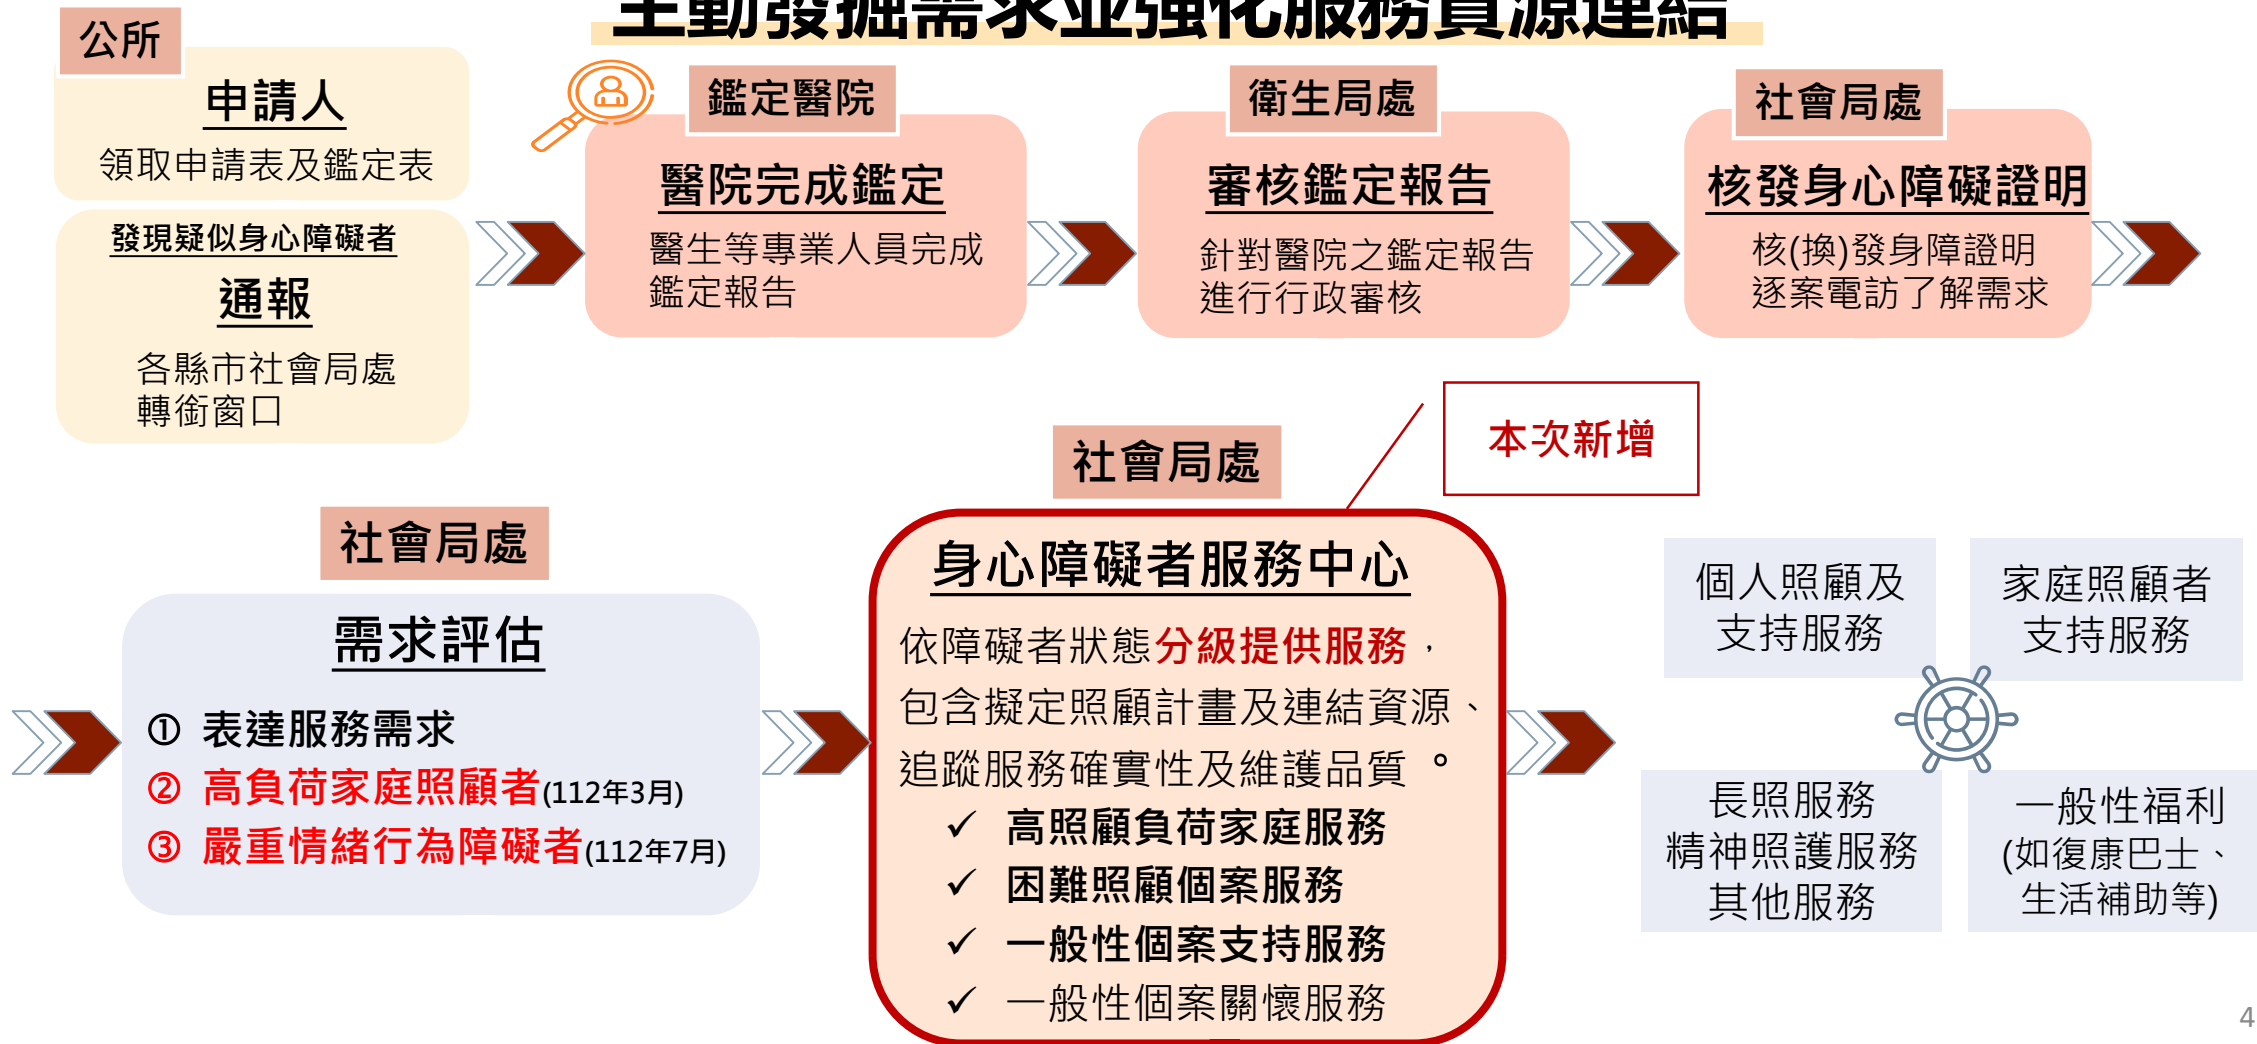 主動發掘需求並強化服務資源連結
公所
申請人
領取申請表及鑑定表
發現疑似身心障礙者
通報
各縣市社會局處
轉銜窗口
鑑定醫院
醫院完成鑑定
醫生等專業人員完成
鑑定報告
衛生局處
審核鑑定報告
針對醫院之鑑定報告
進行行政審核
社會局處
核發身心障礙證明
核(換)發身障證明
逐案電訪了解需求
社會局處
需求評估
① 表達服務需求
② 高負荷家庭照顧者(112年3月)
③ 嚴重情緒行為障礙者(112年7月)
社會局處
本次新增
身心障礙者服務中心
依障礙者狀態分級提供服務，
包含擬定照顧計畫及連結資源、
追蹤服務確實性及維護品質。
✓ 高照顧負荷家庭服務
✓ 困難照顧個案服務
✓ 一般性個案支持服務
✓ 一般性個案關懷服務
個人照顧及
支持服務
家庭照顧者
支持服務
長照服務
精神照護服務
其他服務
一般性福利
(如復康巴士、
生活補助等)
4